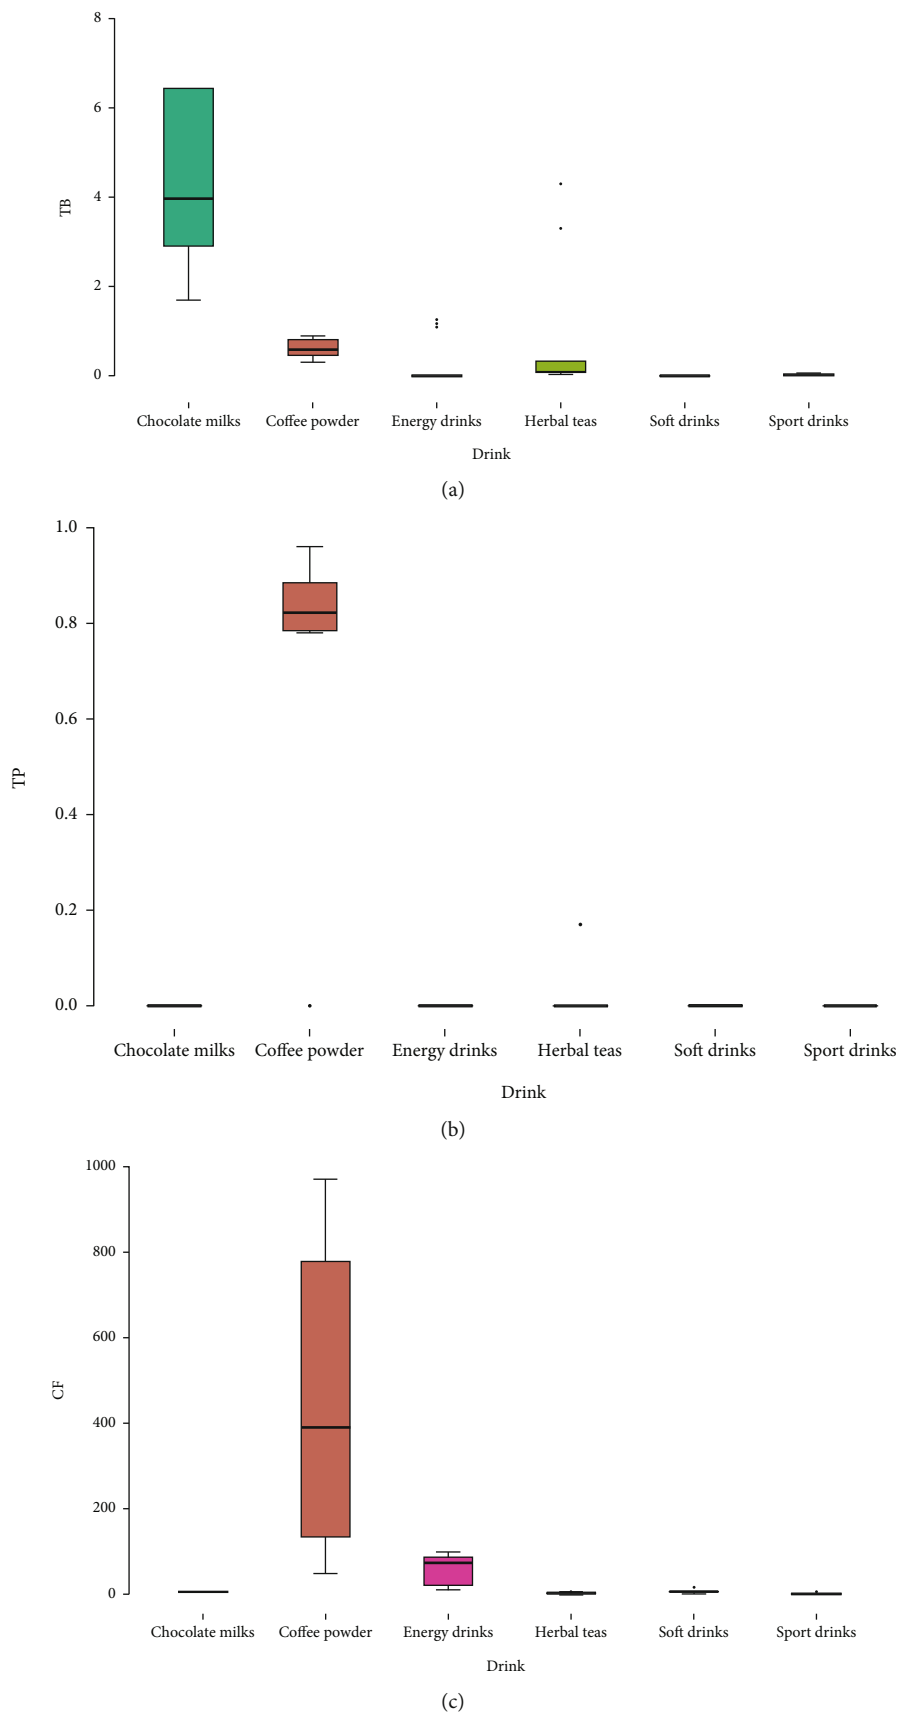 8
6
4
2
0
TB
Chocolate milks Coffee powder Energy drinks Herbal teas Soft drinks Sport drinks
Drink
(a)
1.0
0.8
0.6
0.4
0.2
0.0
TP
Chocolate milks Coffee powder Energy drinks Herbal teas Soft drinks Sport drinks
Drink
(b)
1000
800
600
400
200
0
CF
Chocolate milks Coffee powder Energy drinks Herbal teas Soft drinks Sport drinks
Drink
(c)